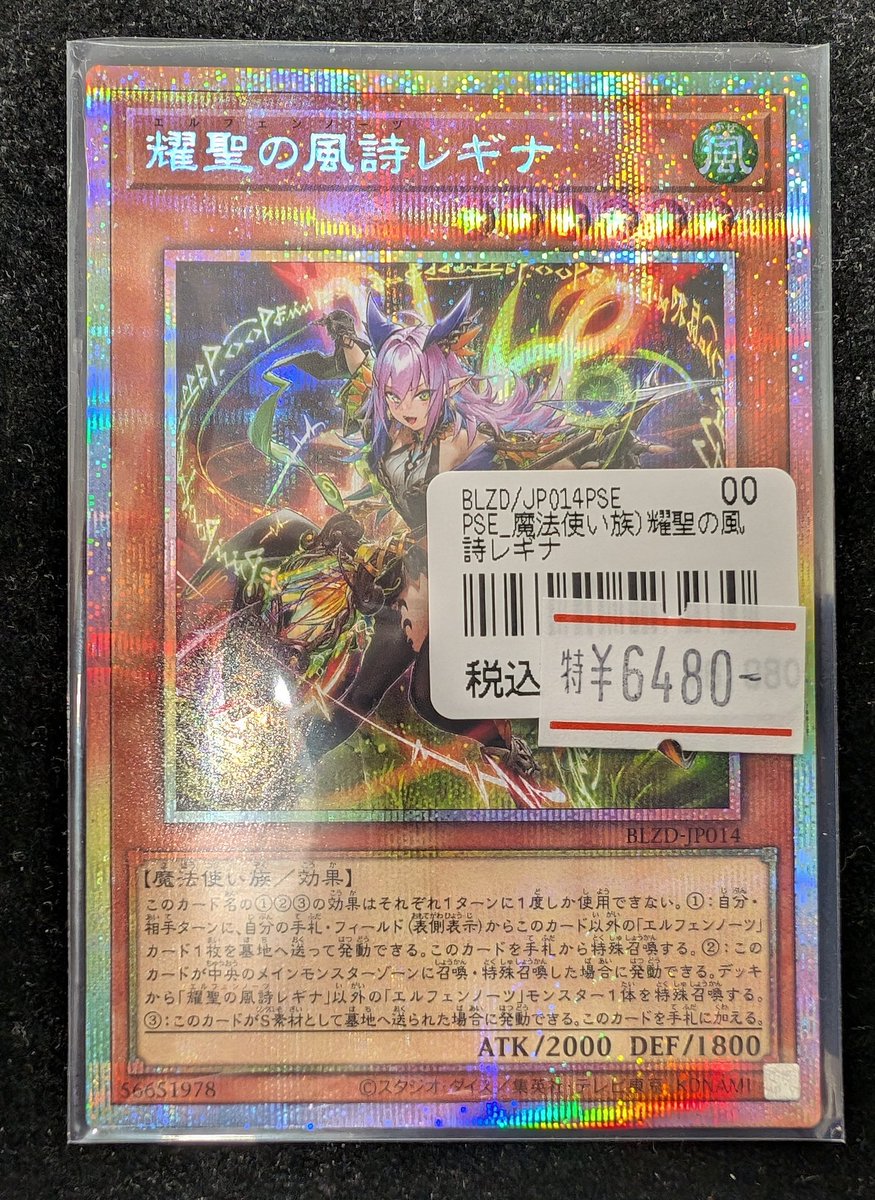 エルフェンノーツ
耀聖の風詩レギナ
風
BLZD/JP014PSE 00
PSE_魔法使い族)耀聖の風
詩レギナ
税込
特¥6480-
BLZD-JP014
【魔法使い族/効果】
このカード名の①②③の効果はそれぞれ1ターンに1度しか使用できない。①:自分・
相手ターンに、自分の手札・フィールド(表側表示)からこのカード以外の「エルフェンノーツ」
カード1枚を墓地へ送って発動できる。このカードを手札から特殊召喚する。②:この
カードが中央のメインモンスターゾーンに召喚・特殊召喚した場合に発動できる。デッキ
から「耀聖の風詩レギナ」以外の「エルフェンノーツ」モンスター1体を特殊召喚する。
③:このカードがS素材として墓地へ送られた場合に発動できる。このカードを手札に加える。
ATK/2000 DEF/1800
56651978 ©スタジオ・ダイス/集英社・テレビ東京・KONAMI